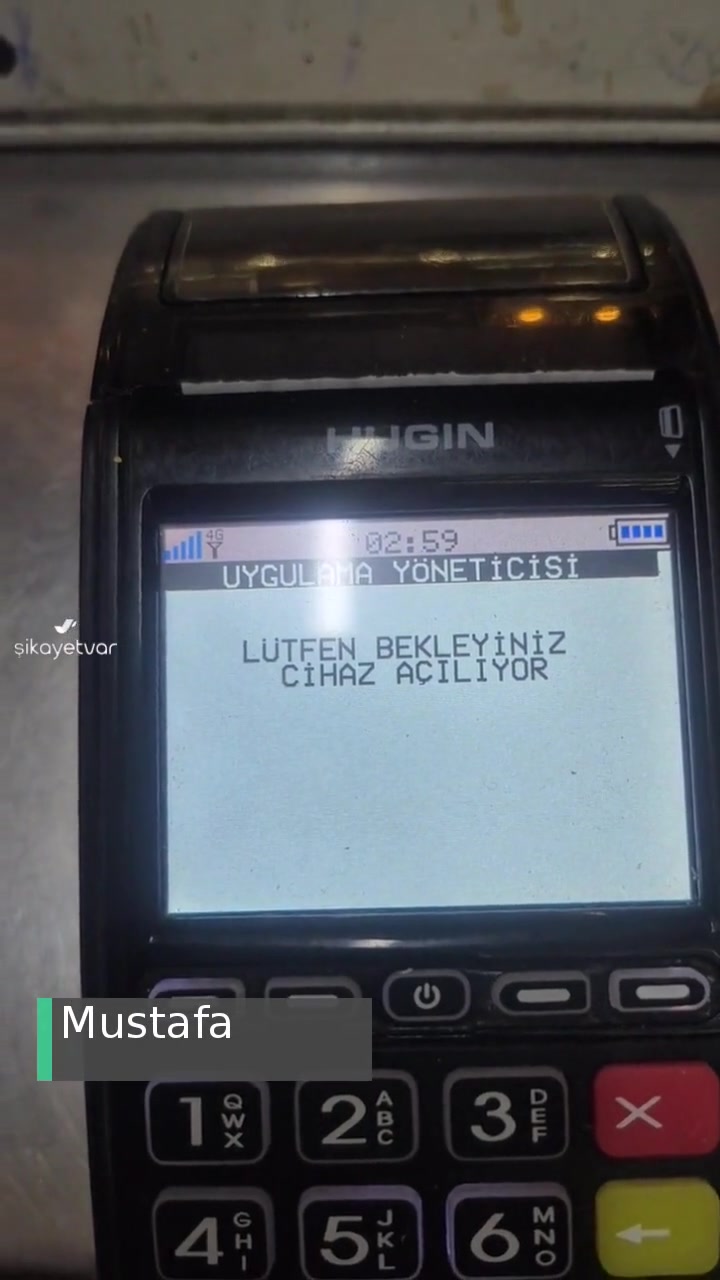 HUGIN
4G
02:59
UYGULAMA YÖNETİCİSİ
LÜTFEN BEKLEYİNİZ
CİHAZ AÇILIYOR
şikayetvar
Mustafa
1 QWX
2 ABC
3 DEF
4 GHI
5 JKL
6 MNO